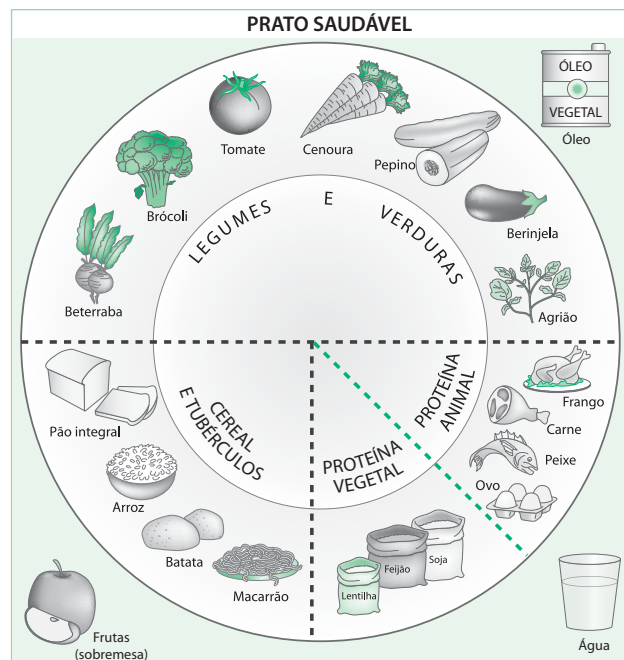 PRATO SAUDÁVEL
ÓLEO
VEGETAL
Óleo
Tomate
Cenoura
Pepino
Brócoli
Berinjela
Beterraba
Agrião
LEGUMES E VERDURAS
Pão integral
Arroz
Batata
Macarrão
CEREAL
E TUBÉRCULOS
PROTEÍNA
VEGETAL
PROTEÍNA
ANIMAL
Frango
Carne
Peixe
Ovo
Lentilha
Feijão
Soja
Frutas
(sobremesa)
Água